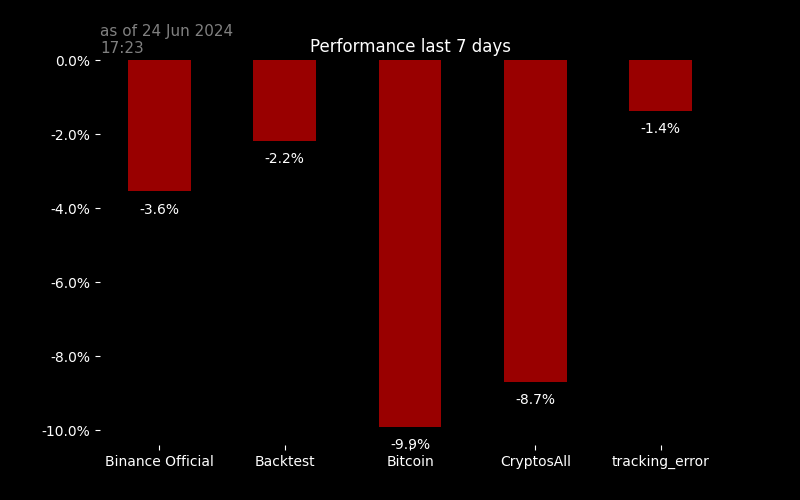 as of 24 Jun 2024
17:23
Performance last 7 days
0.0%
-2.0%
-4.0%
-6.0%
-8.0%
-10.0%
-3.6%
-2.2%
-9.9%
-8.7%
-1.4%
Binance Official
Backtest
Bitcoin
CryptosAll
tracking_error